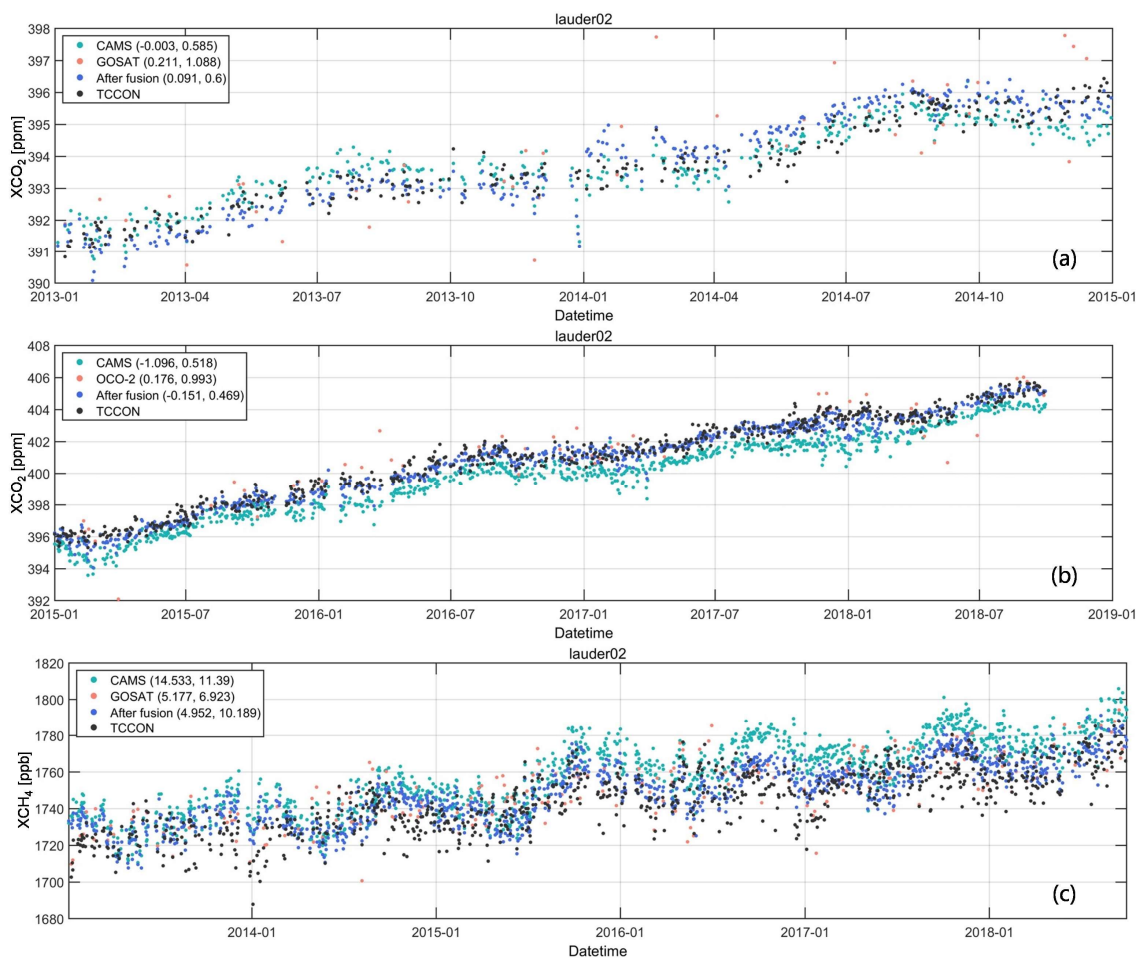 lauder02
CAMS (-0.003, 0.585)
GOSAT (0.211, 1.088)
After fusion (0.091, 0.6)
TCCON
XCO2 [ppm]
398
397
396
395
394
393
392
391
390
(a)
2013-01 2013-04 2013-07 2013-10 2014-01 2014-04 2014-07 2014-10 2015-01
Datetime
lauder02
CAMS (-1.096, 0.518)
OCO-2 (0.176, 0.993)
After fusion (-0.151, 0.469)
TCCON
XCO2 [ppm]
408
406
404
402
400
398
396
394
392
(b)
2015-01 2015-07 2016-01 2016-07 2017-01 2017-07 2018-01 2018-07 2019-01
Datetime
lauder02
CAMS (14.533, 11.39)
GOSAT (5.177, 6.923)
After fusion (4.952, 10.189)
TCCON
XCH4 [ppb]
1820
1800
1780
1760
1740
1720
1700
1680
(c)
2014-01 2015-01 2016-01 2017-01 2018-01
Datetime